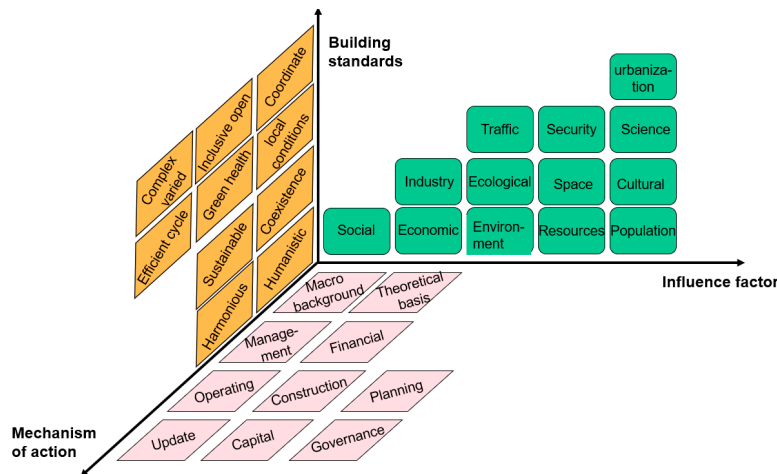 Building
standards
Coordinate
Inclusive open
local
conditions
Complex
varied
Green health
Coexistence
Efficient cycle
Sustainable
Humanistic
Harmonious
urbaniza-
tion
Traffic
Security
Science
Industry
Ecological
Space
Cultural
Social
Economic
Environ-
ment
Resources
Population
Influence factor
Macro
background
Theoretical
basis
Manage-
ment
Financial
Operating
Construction
Planning
Update
Capital
Governance
Mechanism
of action